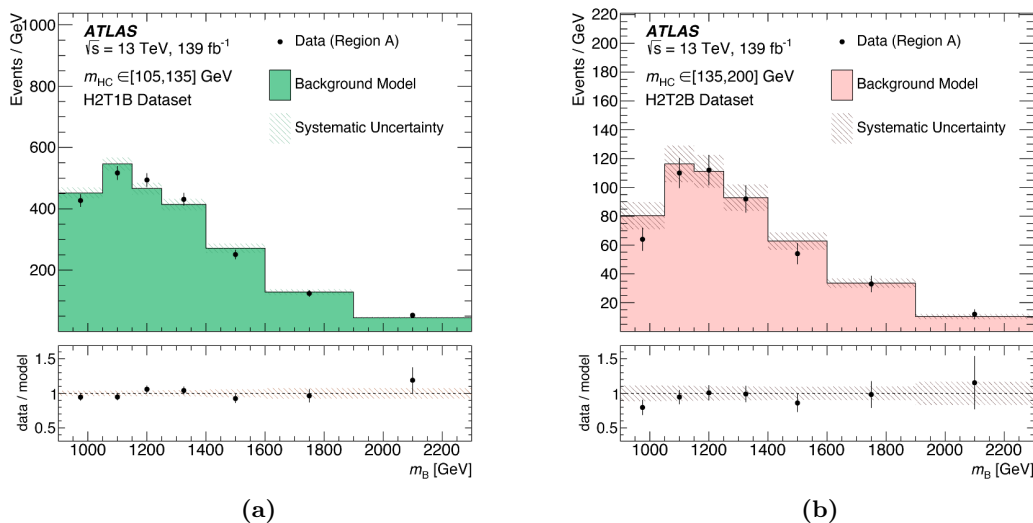 Events / GeV
1000
800
600
400
200
ATLAS
√s = 13 TeV, 139 fb⁻¹
m_HC ∈[105,135] GeV
H2T1B Dataset
Data (Region A)
Background Model
Systematic Uncertainty
data / model
1.5
1
0.5
1000 1200 1400 1600 1800 2000 2200
m_B [GeV]
(a)
Events / GeV
220
200
180
160
140
120
100
80
60
40
20
ATLAS
√s = 13 TeV, 139 fb⁻¹
m_HC ∈[135,200] GeV
H2T2B Dataset
Data (Region A)
Background Model
Systematic Uncertainty
data / model
1.5
1
0.5
1000 1200 1400 1600 1800 2000 2200
m_B [GeV]
(b)